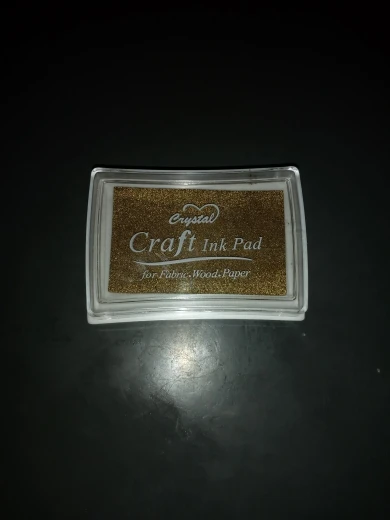 Crystal
Craft Ink Pad
for Fabric.Wood.Paper